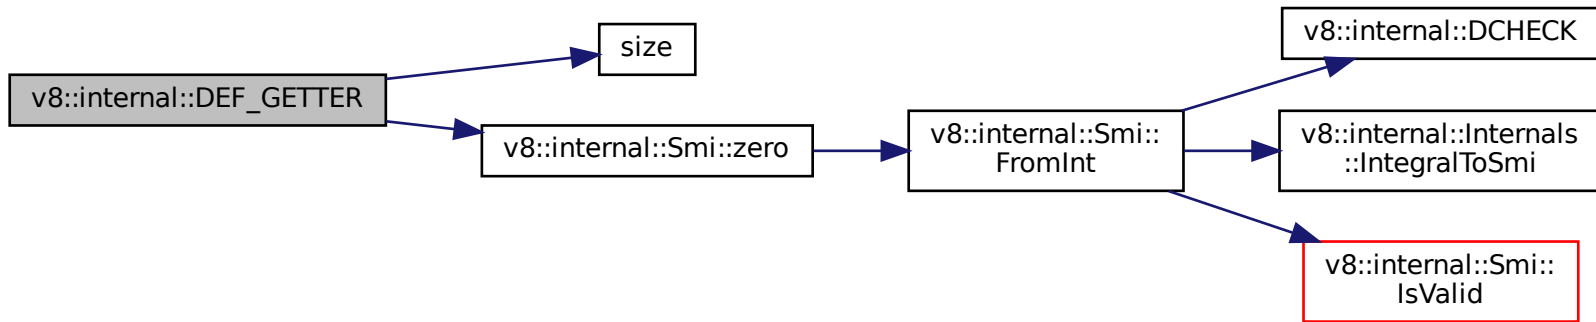 v8::internal::DEF_GETTER
size
v8::internal::Smi::zero
v8::internal::Smi::
FromInt
v8::internal::DCHECK
v8::internal::Internals
::IntegralToSmi
v8::internal::Smi::
IsValid